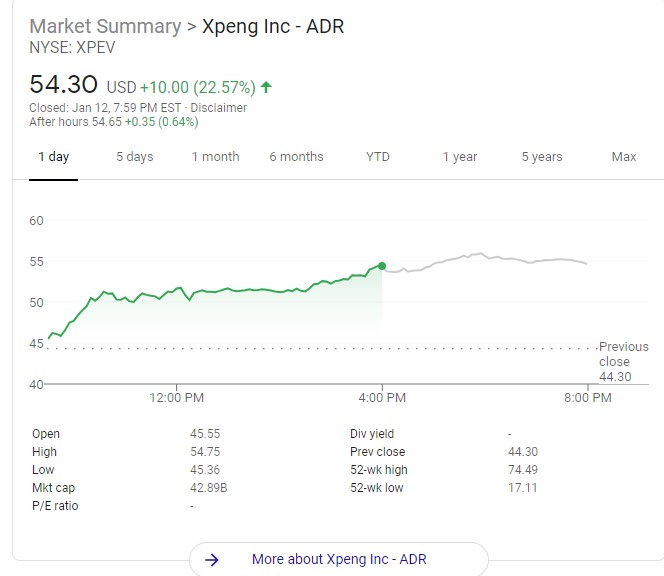 Market Summary > Xpeng Inc - ADR
NYSE: XPEV
54.30 USD +10.00 (22.57%)
Closed: Jan 12, 7:59 PM EST · Disclaimer
After hours 54.65 +0.35 (0.64%)
1 day 5 days 1 month 6 months YTD 1 year 5 years Max
60
55
50
45
40
Previous
close
44.30
12:00 PM 4:00 PM 8:00 PM
Open 45.55 Div yield -
High 54.75 Prev close 44.30
Low 45.36 52-wk high 74.49
Mkt cap 42.89B 52-wk low 17.11
P/E ratio -
More about Xpeng Inc - ADR